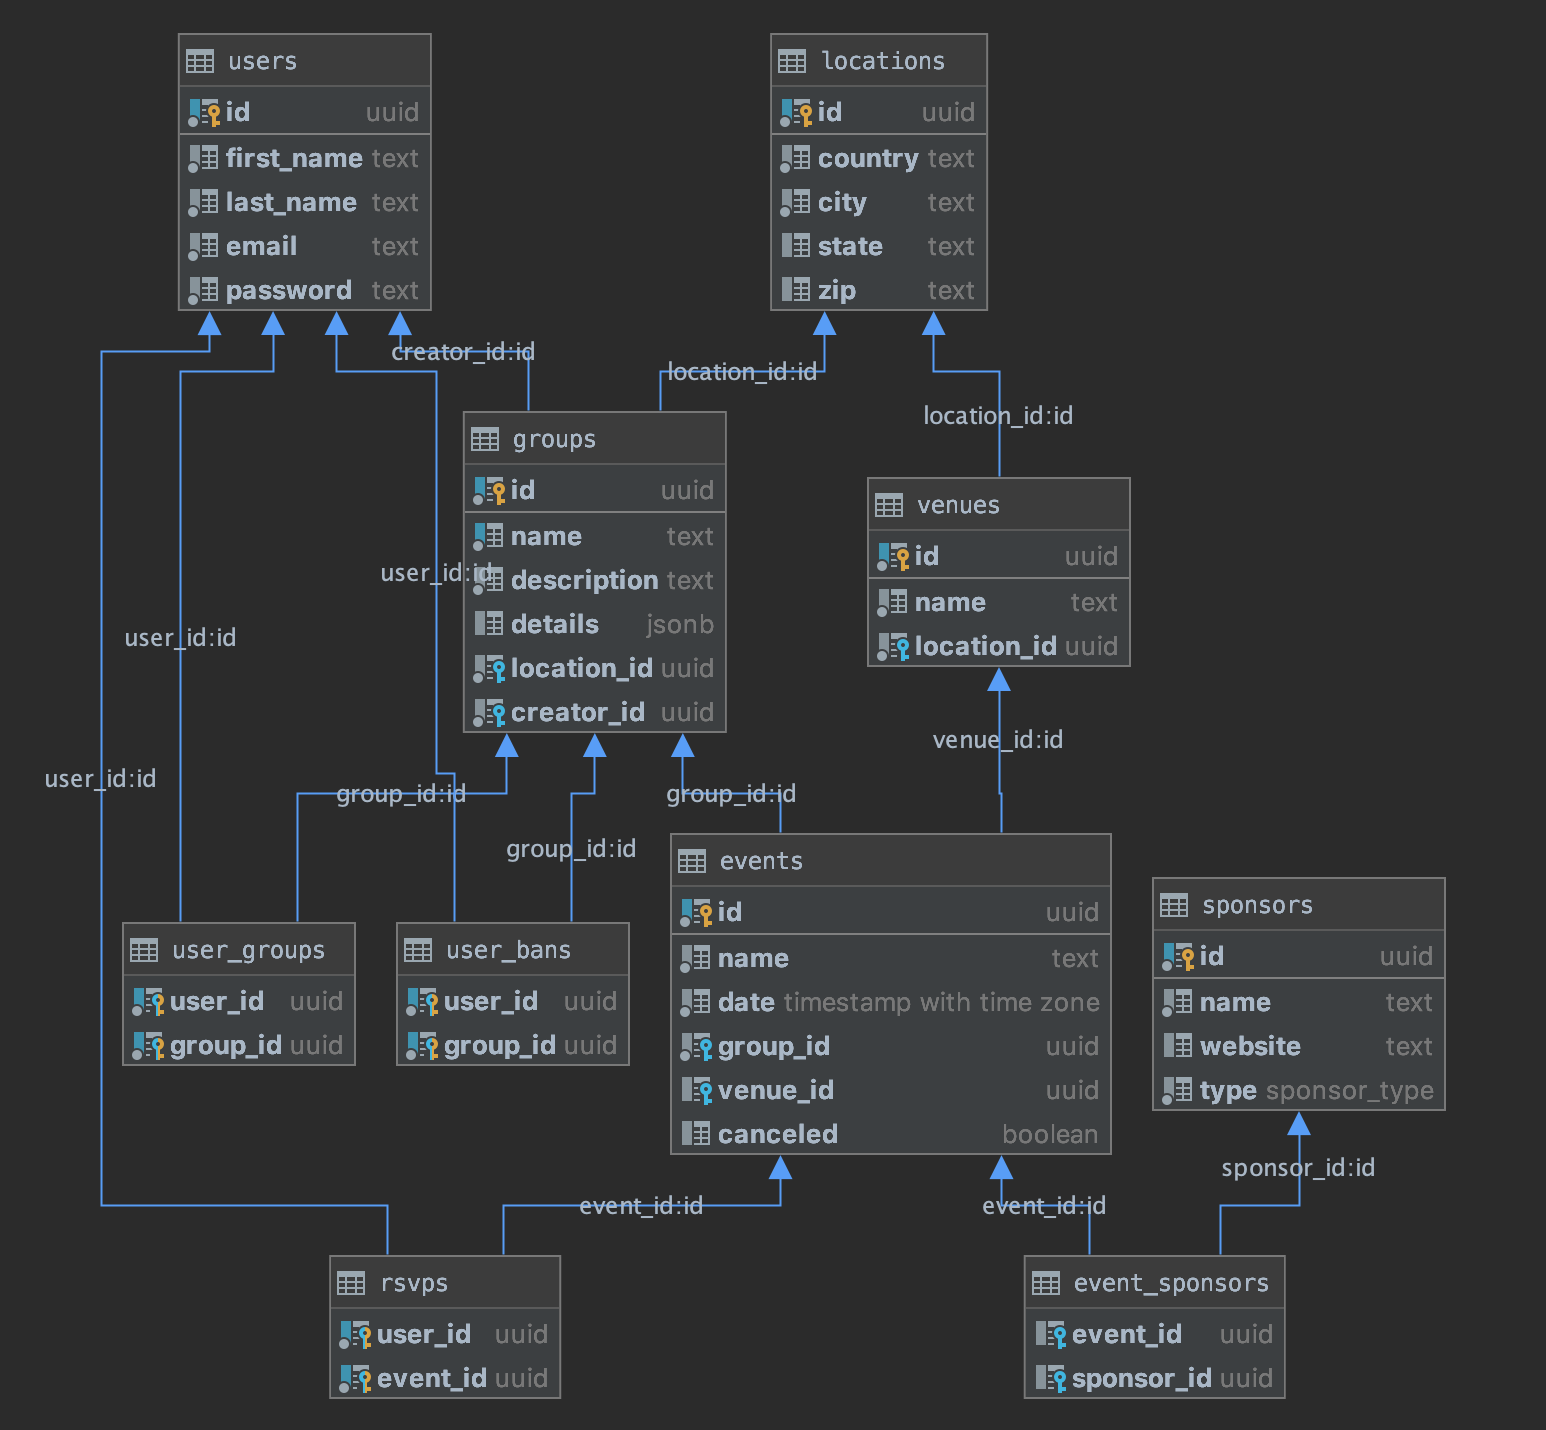 users
id uuid
first_name text
last_name text
email text
password text
locations
id uuid
country text
city text
state text
zip text
creator_id:id
location_id:id
location_id:id
groups
id uuid
name text
description text
details jsonb
location_id uuid
creator_id uuid
venues
id uuid
name text
location_id uuid
user_id:id
user_id:id
user_id:id
venue_id:id
group_id:id
group_id:id
group_id:id
events
id uuid
name text
date timestamp with time zone
group_id uuid
venue_id uuid
canceled boolean
sponsors
id uuid
name text
website text
type sponsor_type
user_groups
user_id uuid
group_id uuid
user_bans
user_id uuid
group_id uuid
sponsor_id:id
event_id:id
event_id:id
rsvps
user_id uuid
event_id uuid
event_sponsors
event_id uuid
sponsor_id uuid